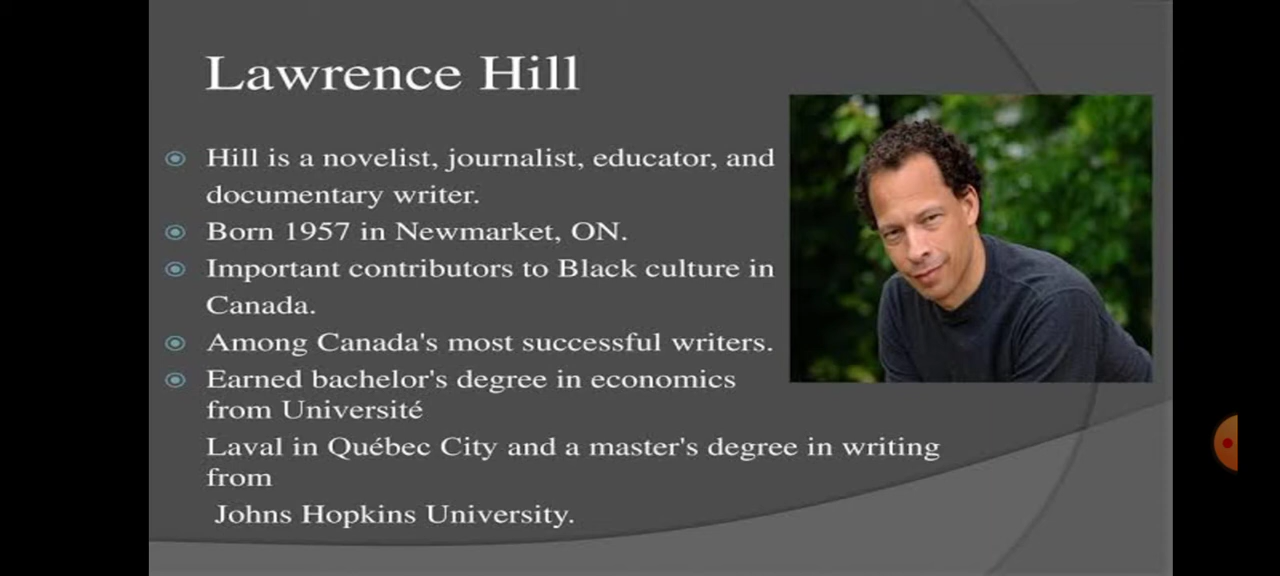 Lawrence Hill
Hill is a novelist, journalist, educator, and
documentary writer.
Born 1957 in Newmarket, ON.
Important contributors to Black culture in
Canada.
Among Canada's most successful writers.
Earned bachelor's degree in economics
from Université
Laval in Québec City and a master's degree in writing
from
Johns Hopkins University.